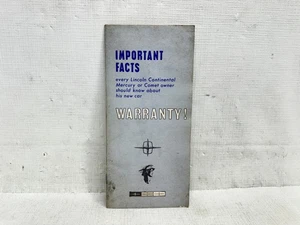 IMPORTANT
FACTS
every Lincoln Continental
Mercury or Comet owner
should know about
his new car
WARRANTY!